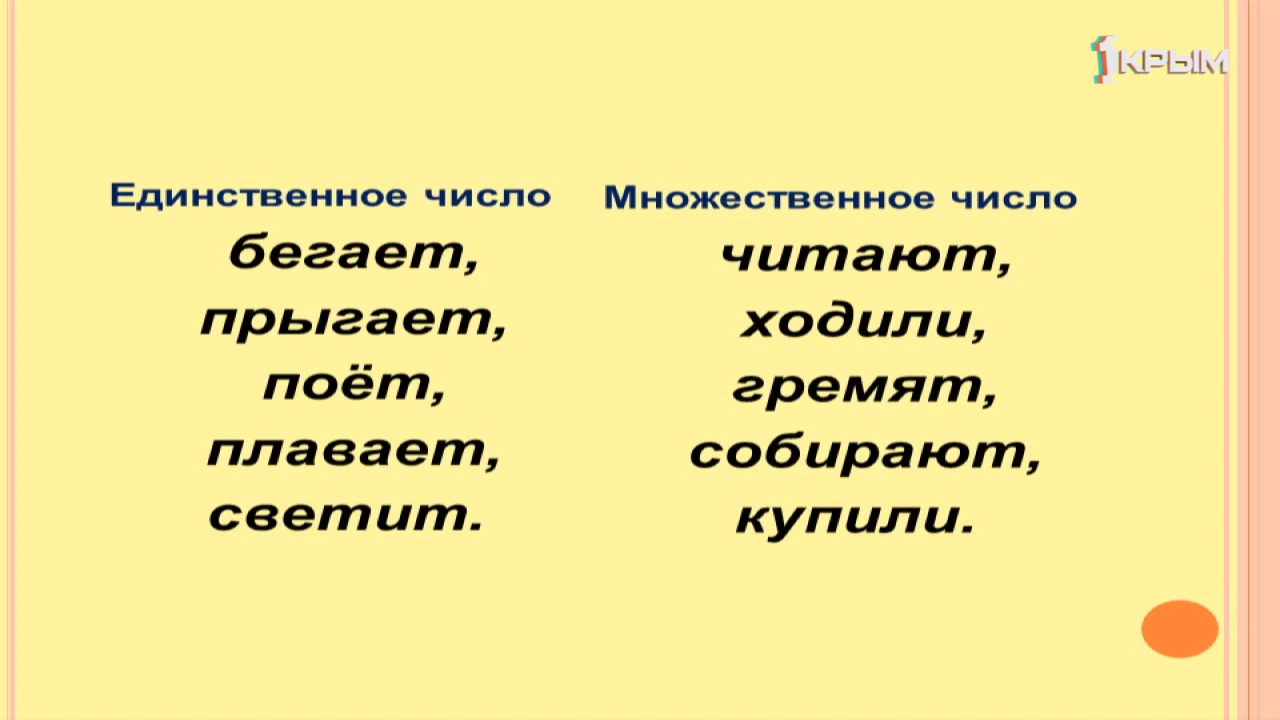 1КРЫМ
Единственное число
бегает,
прыгает,
поёт,
плавает,
светит.
Множественное число
читают,
ходили,
гремят,
собирают,
купили.